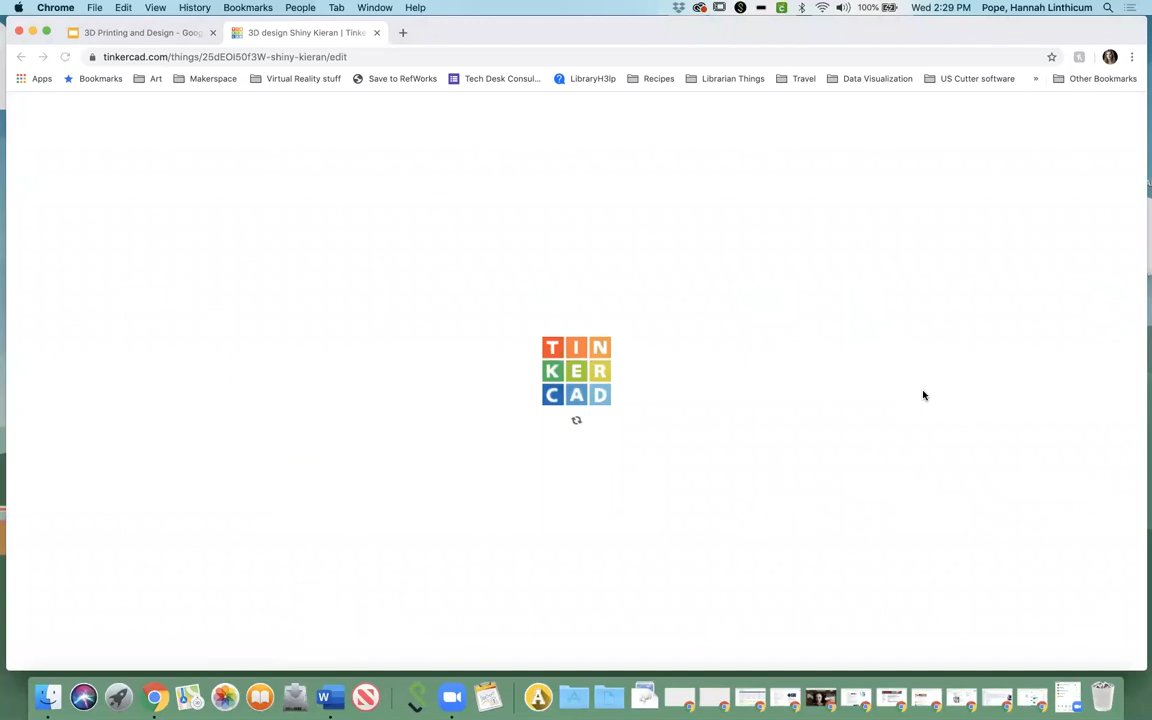 Chrome File Edit View History Bookmarks People Tab Window Help 100% Wed 2:29 PM Pope, Hannah Linthicum
3D Printing and Design - Goog 3D design Shiny Kieran | Tinke
tinkercad.com/things/25dEOl50f3W-shiny-kieran/edit
Apps Bookmarks Art Makerspace Virtual Reality stuff Save to RefWorks Tech Desk Consul... LibraryH3lp Recipes Librarian Things Travel Data Visualization US Cutter software » Other Bookmarks
TIN
KER
CAD